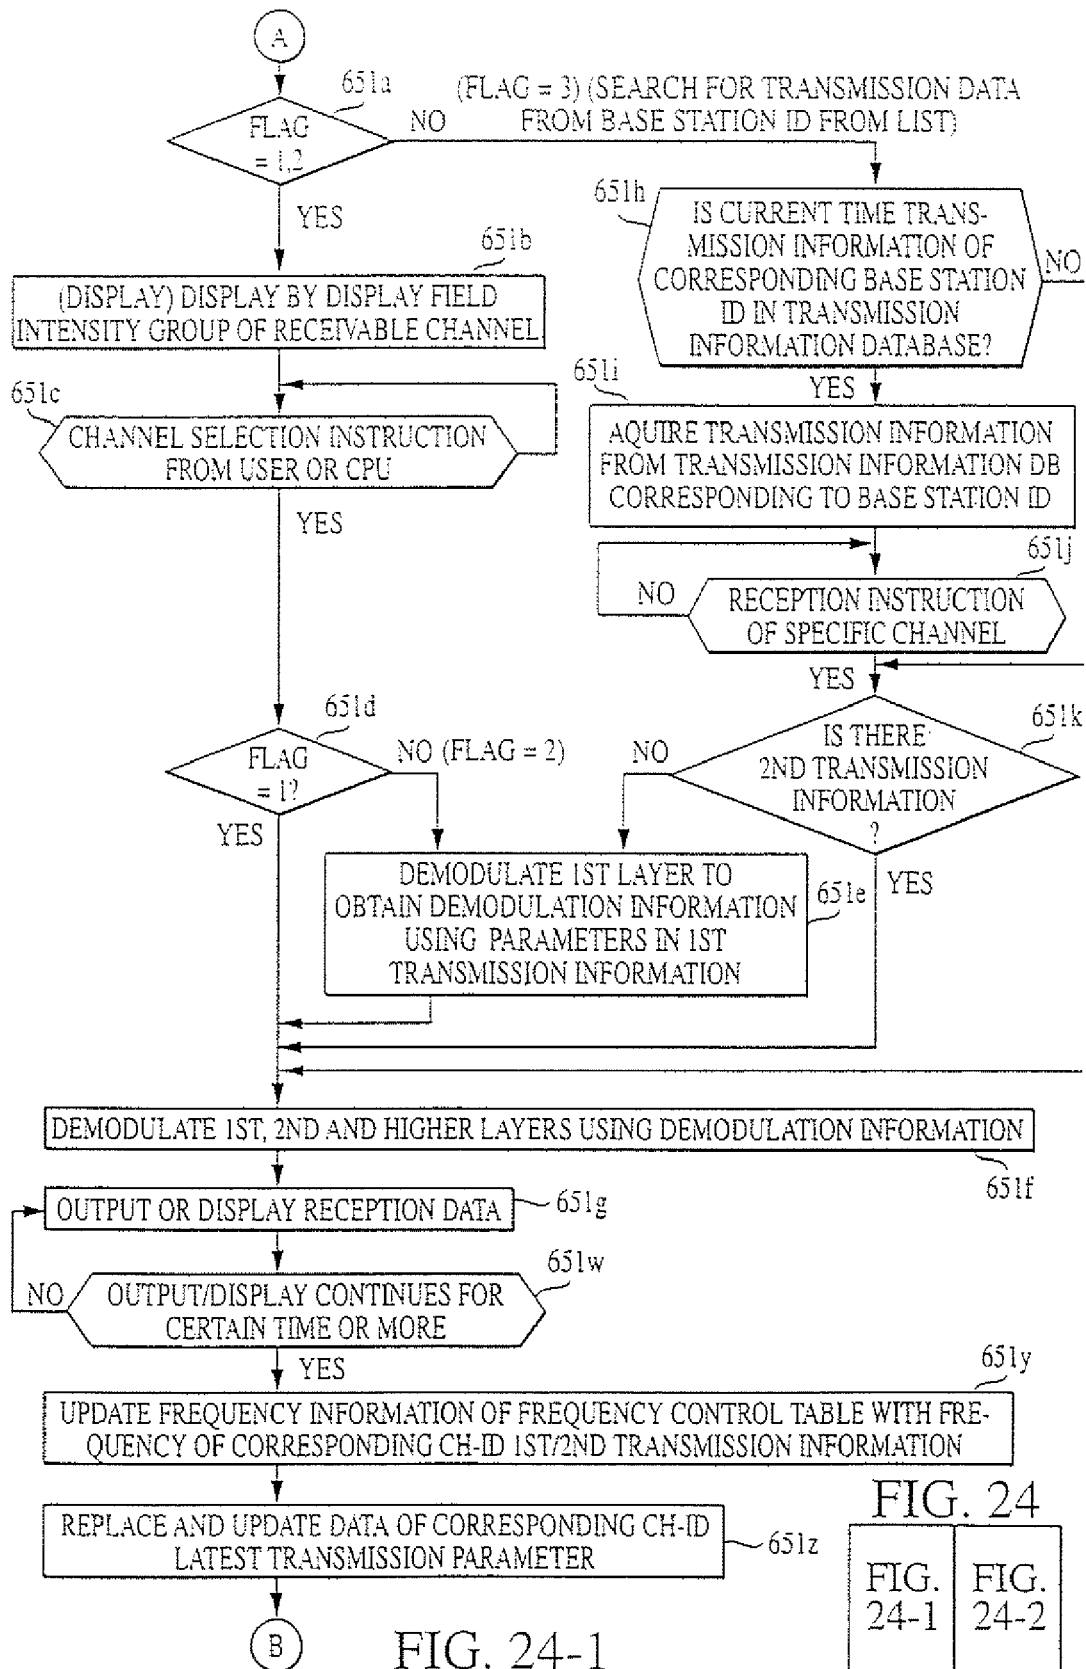 A
651a
FLAG
= 1,2
NO
(FLAG = 3) (SEARCH FOR TRANSMISSION DATA
FROM BASE STATION ID FROM LIST)
YES
651b
(DISPLAY) DISPLAY BY DISPLAY FIELD
INTENSITY GROUP OF RECEIVABLE CHANNEL
651c
CHANNEL SELECTION INSTRUCTION
FROM USER OR CPU
YES
651h
IS CURRENT TIME TRANS-
MISSION INFORMATION OF
CORRESPONDING BASE STATION
ID IN TRANSMISSION
INFORMATION DATABASE?
NO
YES
651i
AQUIRE TRANSMISSION INFORMATION
FROM TRANSMISSION INFORMATION DB
CORRESPONDING TO BASE STATION ID
651j
NO
RECEPTION INSTRUCTION
OF SPECIFIC CHANNEL
YES
651d
FLAG
= 1?
NO (FLAG = 2)
YES
651k
IS THERE
2ND TRANSMISSION
INFORMATION
?
NO
YES
DEMODULATE 1ST LAYER TO
OBTAIN DEMODULATION INFORMATION
USING PARAMETERS IN 1ST
TRANSMISSION INFORMATION
651e
DEMODULATE 1ST, 2ND AND HIGHER LAYERS USING DEMODULATION INFORMATION
651f
OUTPUT OR DISPLAY RECEPTION DATA
651g
651w
NO
OUTPUT/DISPLAY CONTINUES FOR
CERTAIN TIME OR MORE
YES
651y
UPDATE FREQUENCY INFORMATION OF FREQUENCY CONTROL TABLE WITH FRE-
QUENCY OF CORRESPONDING CH-ID 1ST/2ND TRANSMISSION INFORMATION
REPLACE AND UPDATE DATA OF CORRESPONDING CH-ID
LATEST TRANSMISSION PARAMETER
651z
B
FIG. 24-1
FIG. 24
FIG.
24-1
FIG.
24-2